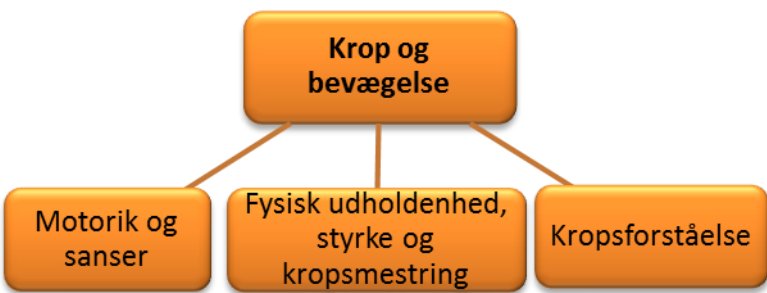 Krop og
bevægelse
Motorik og
sanser
Fysisk udholdenhed,
styrke og
kropsmestring
Kropsforståelse